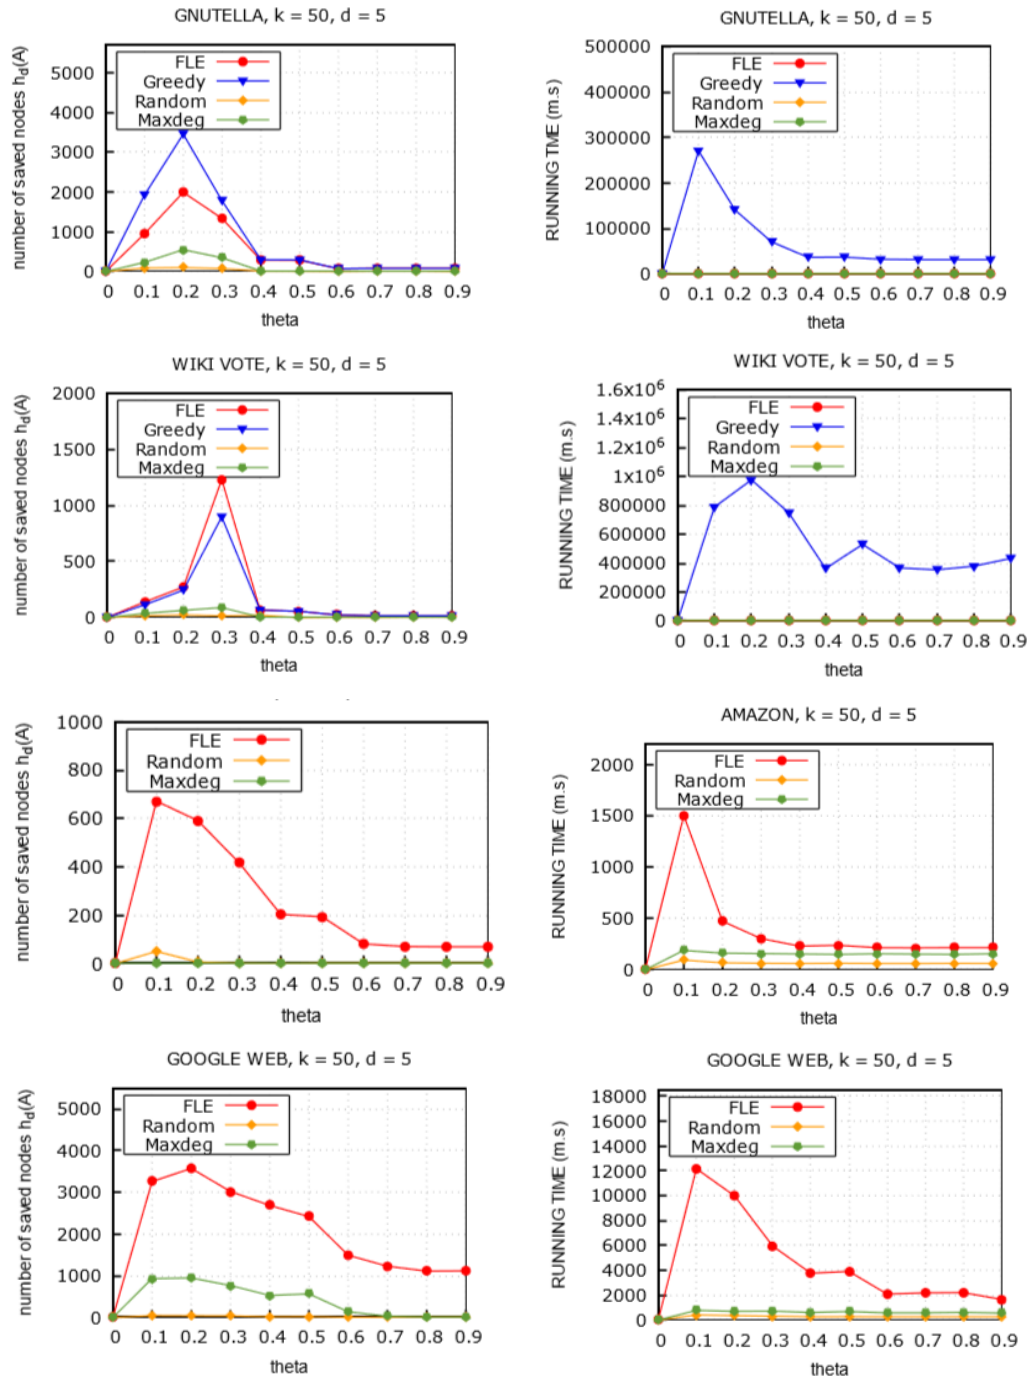 GNUTELLA, k = 50, d = 5
number of saved nodes h_d(A)
5000
4000
3000
2000
1000
0
FLE
Greedy
Random
Maxdeg
0 0.1 0.2 0.3 0.4 0.5 0.6 0.7 0.8 0.9
theta
GNUTELLA, k = 50, d = 5
RUNNING TME (m.s)
500000
400000
300000
200000
100000
0
FLE
Greedy
Random
Maxdeg
0 0.1 0.2 0.3 0.4 0.5 0.6 0.7 0.8 0.9
theta
WIKI VOTE, k = 50, d = 5
number of saved nodes h_d(A)
2000
1500
1000
500
0
FLE
Greedy
Random
Maxdeg
0 0.1 0.2 0.3 0.4 0.5 0.6 0.7 0.8 0.9
theta
WIKI VOTE, k = 50, d = 5
RUNNING TIME (m.s)
1.6x10^6
1.4x10^6
1.2x10^6
1x10^6
800000
600000
400000
200000
0
FLE
Greedy
Random
Maxdeg
0 0.1 0.2 0.3 0.4 0.5 0.6 0.7 0.8 0.9
theta
number of saved nodes h_d(A)
1000
800
600
400
200
0
FLE
Random
Maxdeg
0 0.1 0.2 0.3 0.4 0.5 0.6 0.7 0.8 0.9
theta
AMAZON, k = 50, d = 5
RUNNING TIME (m.s)
2000
1500
1000
500
0
FLE
Random
Maxdeg
0 0.1 0.2 0.3 0.4 0.5 0.6 0.7 0.8 0.9
theta
GOOGLE WEB, k = 50, d = 5
number of saved nodes h_d(A)
5000
4000
3000
2000
1000
0
FLE
Random
Maxdeg
0 0.1 0.2 0.3 0.4 0.5 0.6 0.7 0.8 0.9
theta
GOOGLE WEB, k = 50, d = 5
RUNNING TIME (m.s)
18000
16000
14000
12000
10000
8000
6000
4000
2000
0
FLE
Random
Maxdeg
0 0.1 0.2 0.3 0.4 0.5 0.6 0.7 0.8 0.9
theta